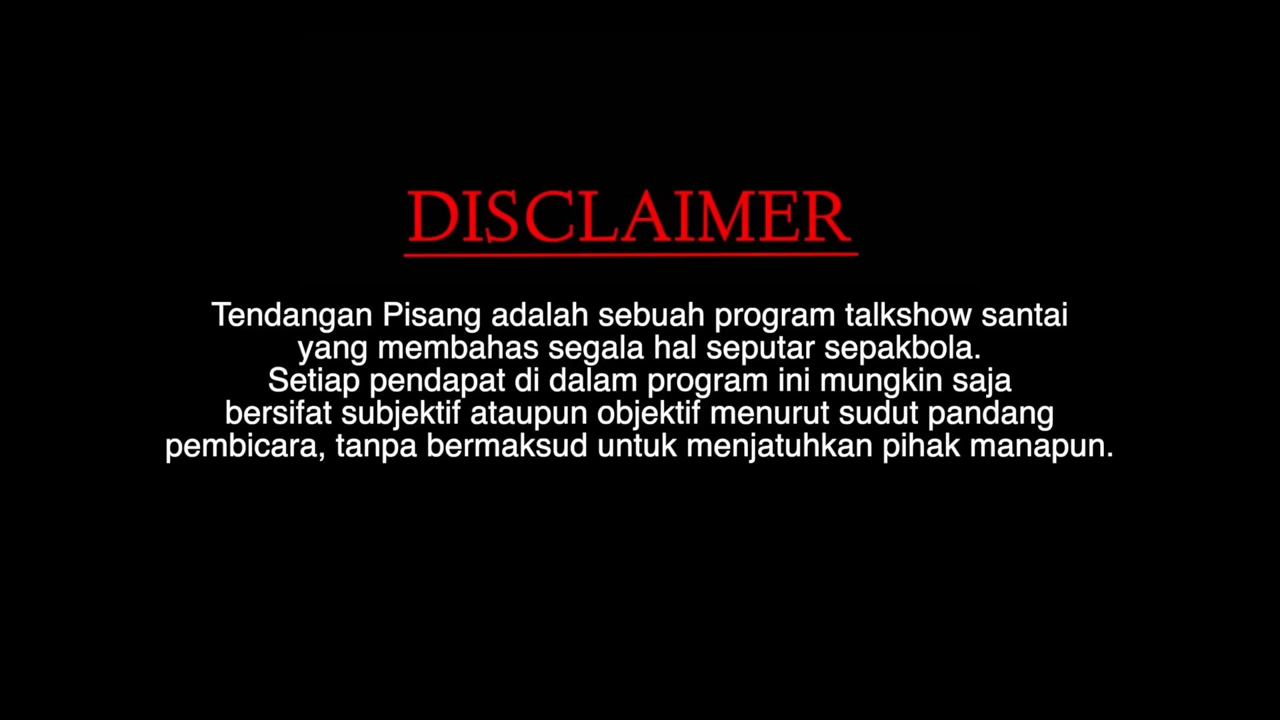 DISCLAIMER
Tendangan Pisang adalah sebuah program talkshow santai
yang membahas segala hal seputar sepakbola.
Setiap pendapat di dalam program ini mungkin saja
bersifat subjektif ataupun objektif menurut sudut pandang
pembicara, tanpa bermaksud untuk menjatuhkan pihak manapun.